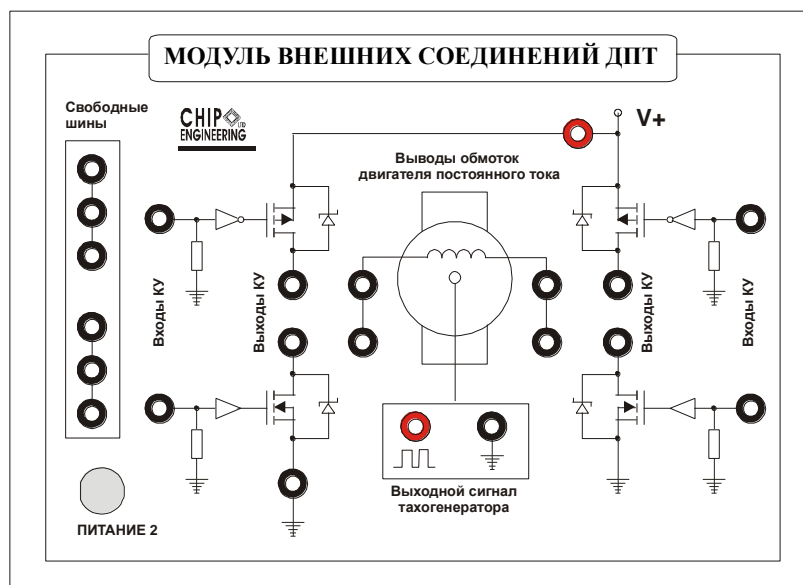 МОДУЛЬ ВНЕШНИХ СОЕДИНЕНИЙ ДПТ
Свободные
шины
CHIP LTD
ENGINEERING
V+
Выводы обмоток
двигателя постоянного тока
Входы КУ
Выходы КУ
Выходы КУ
Входы КУ
Выходной сигнал
тахогенератора
ПИТАНИЕ 2